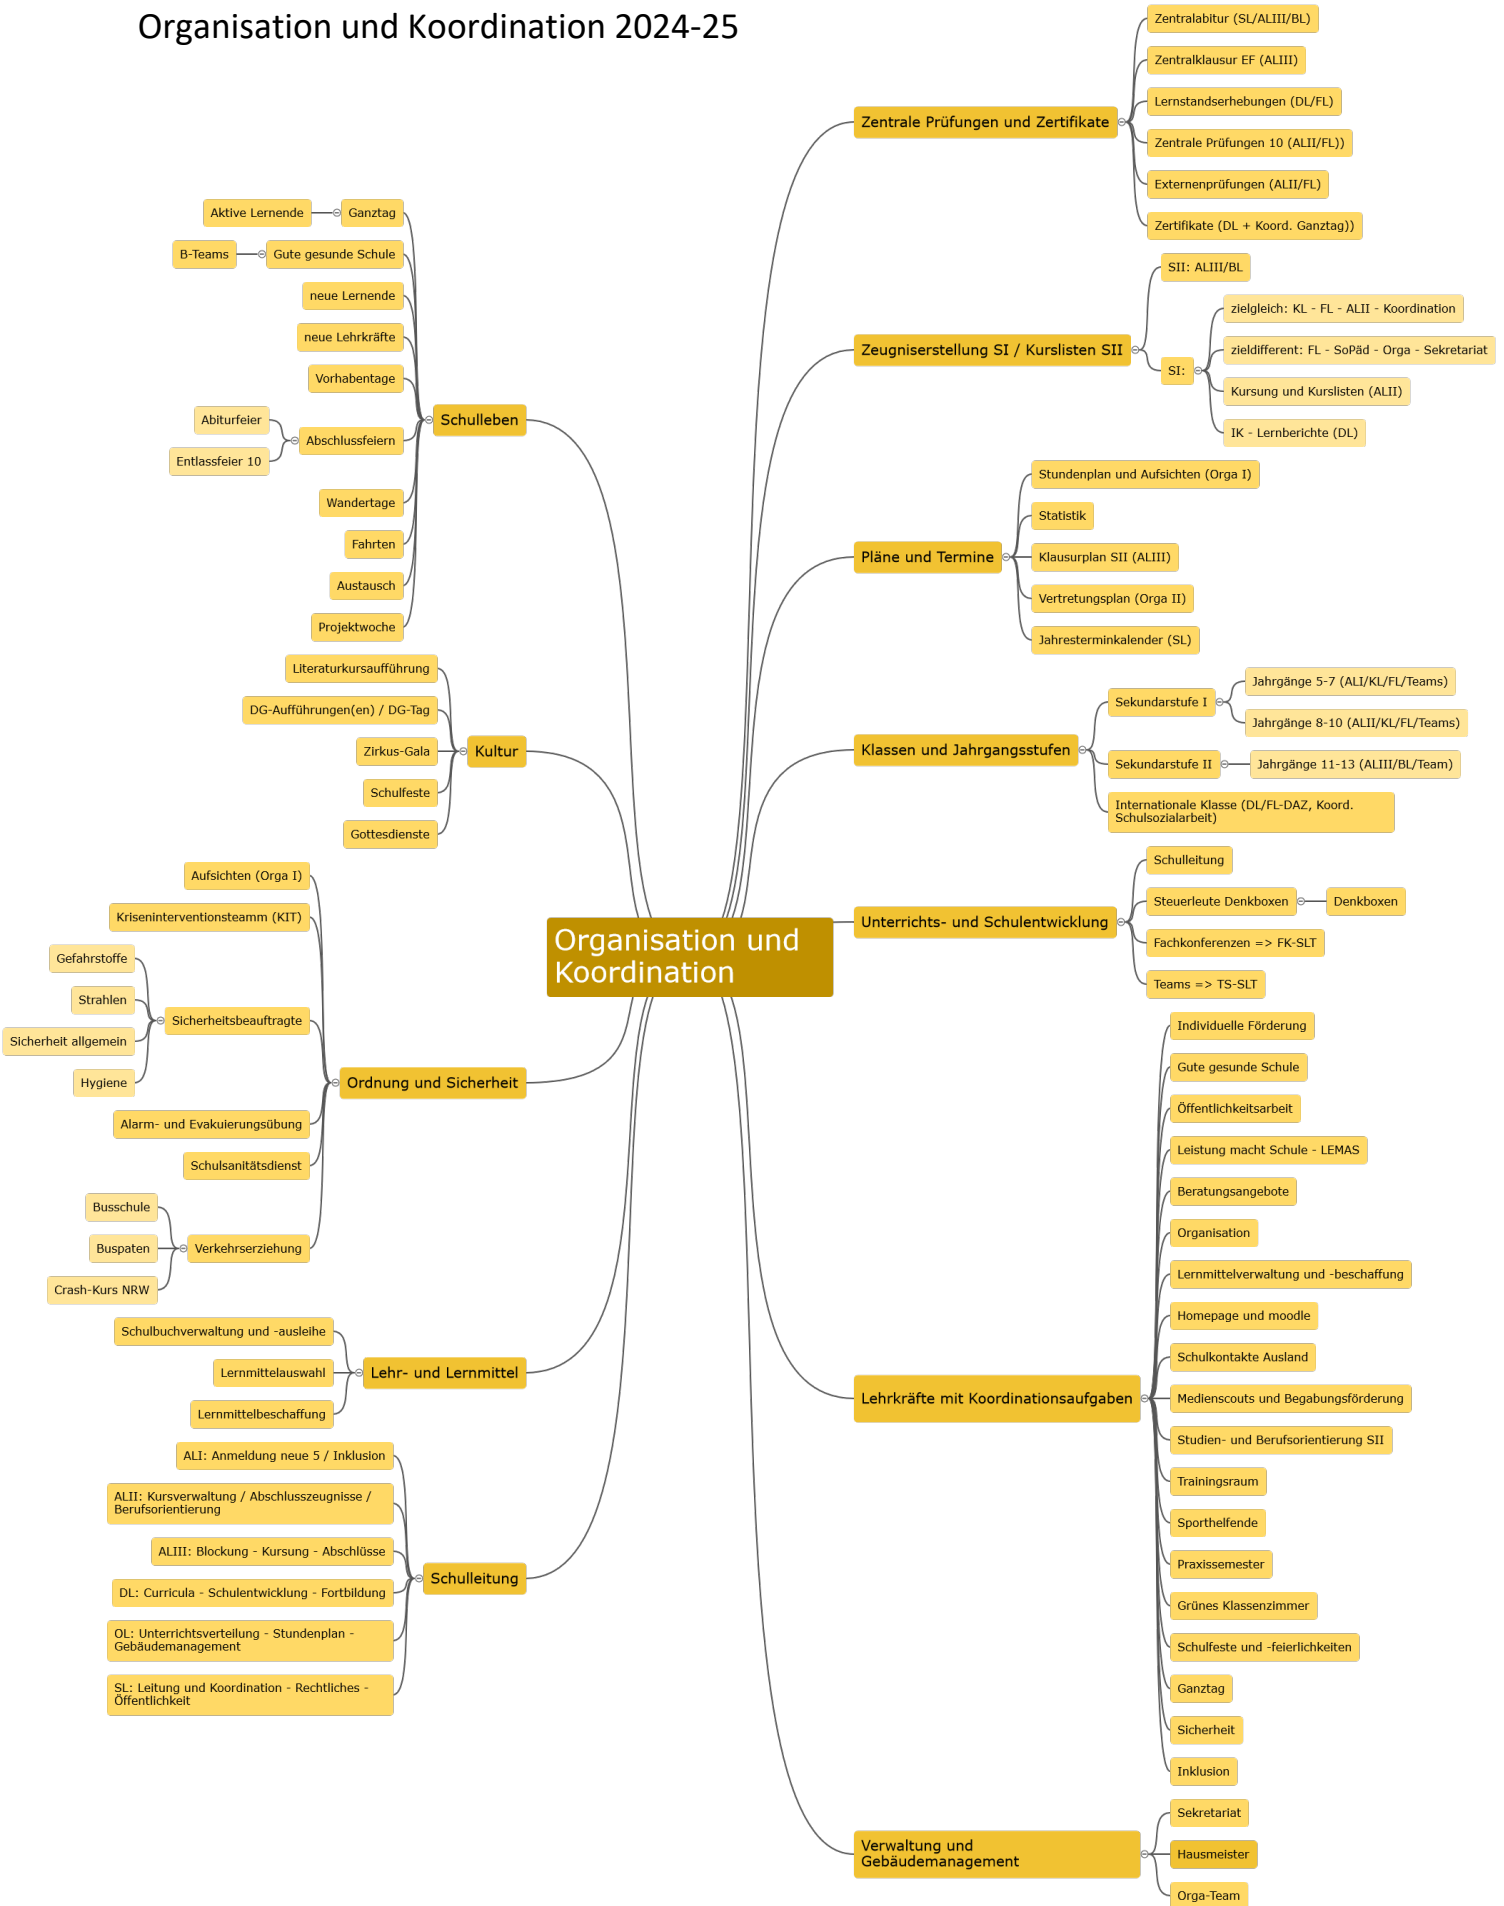 Organisation und Koordination 2024-25
Organisation und
Koordination
Zentrale Prüfungen und Zertifikate
Zentralabitur (SL/ALIII/BL)
Zentralklausur EF (ALIII)
Lernstandserhebungen (DL/FL)
Zentrale Prüfungen 10 (ALII/FL))
Externenprüfungen (ALII/FL)
Zertifikate (DL + Koord. Ganztag))
Zeugniserstellung SI / Kurslisten SII
SII: ALIII/BL
SI:
zielgleich: KL - FL - ALII - Koordination
zieldifferent: FL - SoPäd - Orga - Sekretariat
Kursung und Kurslisten (ALII)
IK - Lernberichte (DL)
Pläne und Termine
Stundenplan und Aufsichten (Orga I)
Statistik
Klausurplan SII (ALIII)
Vertretungsplan (Orga II)
Jahresterminkalender (SL)
Klassen und Jahrgangsstufen
Sekundarstufe I
Jahrgänge 5-7 (ALI/KL/FL/Teams)
Jahrgänge 8-10 (ALII/KL/FL/Teams)
Sekundarstufe II
Jahrgänge 11-13 (ALIII/BL/Team)
Internationale Klasse (DL/FL-DAZ, Koord.
Schulsozialarbeit)
Unterrichts- und Schulentwicklung
Schulleitung
Steuerleute Denkboxen
Denkboxen
Fachkonferenzen => FK-SLT
Teams => TS-SLT
Lehrkräfte mit Koordinationsaufgaben
Individuelle Förderung
Gute gesunde Schule
Öffentlichkeitsarbeit
Leistung macht Schule - LEMAS
Beratungsangebote
Organisation
Lernmittelverwaltung und -beschaffung
Homepage und moodle
Schulkontakte Ausland
Medienscouts und Begabungsförderung
Studien- und Berufsorientierung SII
Trainingsraum
Sporthelfende
Praxissemester
Grünes Klassenzimmer
Schulfeste und -feierlichkeiten
Ganztag
Sicherheit
Inklusion
Verwaltung und
Gebäudemanagement
Sekretariat
Hausmeister
Orga-Team
Schulleben
Ganztag
Aktive Lernende
Gute gesunde Schule
B-Teams
neue Lernende
neue Lehrkräfte
Vorhabentage
Abschlussfeiern
Abiturfeier
Entlassfeier 10
Wandertage
Fahrten
Austausch
Projektwoche
Kultur
Literaturkursaufführung
DG-Aufführungen(en) / DG-Tag
Zirkus-Gala
Schulfeste
Gottesdienste
Ordnung und Sicherheit
Aufsichten (Orga I)
Kriseninterventionsteamm (KIT)
Sicherheitsbeauftragte
Gefahrstoffe
Strahlen
Sicherheit allgemein
Hygiene
Alarm- und Evakuierungsübung
Schulsanitätsdienst
Verkehrserziehung
Busschule
Buspaten
Crash-Kurs NRW
Lehr- und Lernmittel
Schulbuchverwaltung und -ausleihe
Lernmittelauswahl
Lernmittelbeschaffung
Schulleitung
ALI: Anmeldung neue 5 / Inklusion
ALII: Kursverwaltung / Abschlusszeugnisse /
Berufsorientierung
ALIII: Blockung - Kursung - Abschlüsse
DL: Curricula - Schulentwicklung - Fortbildung
OL: Unterrichtsverteilung - Stundenplan -
Gebäudemanagement
SL: Leitung und Koordination - Rechtliches -
Öffentlichkeit